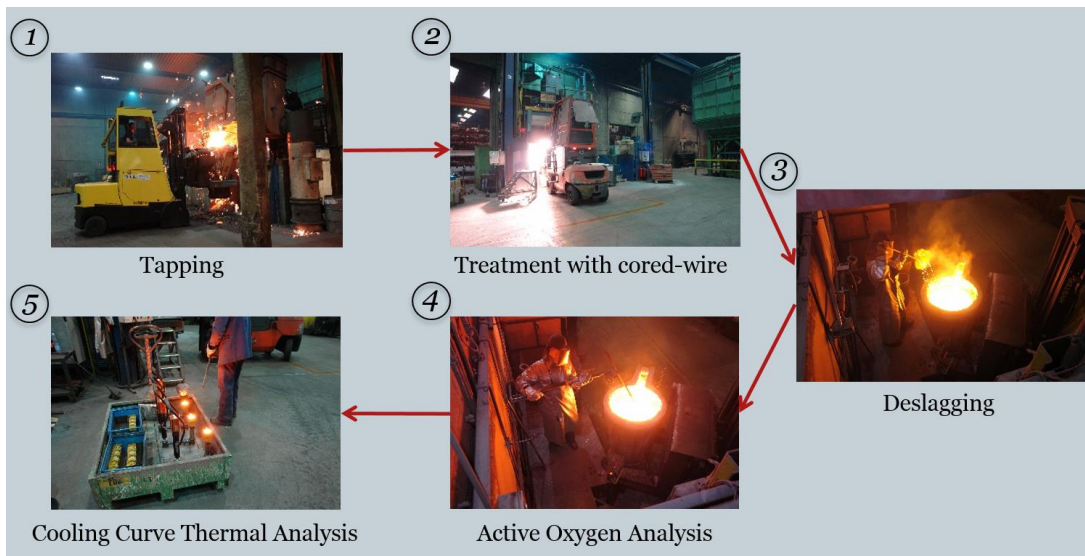 1
Tapping
2
Treatment with cored-wire
3
Deslagging
4
Active Oxygen Analysis
5
Cooling Curve Thermal Analysis